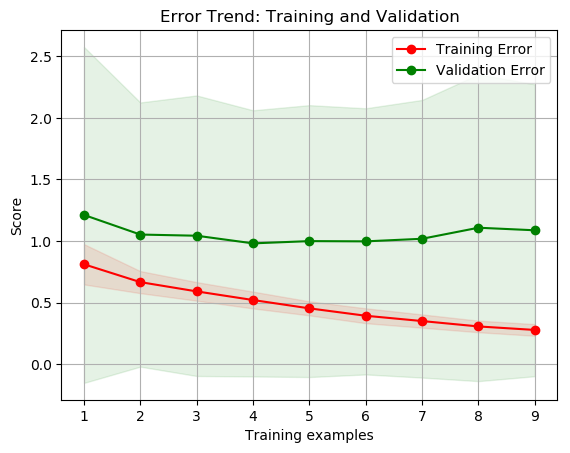 Error Trend: Training and Validation
Training Error
Validation Error
2.5
2.0
1.5
1.0
0.5
0.0
Score
1 2 3 4 5 6 7 8 9
Training examples